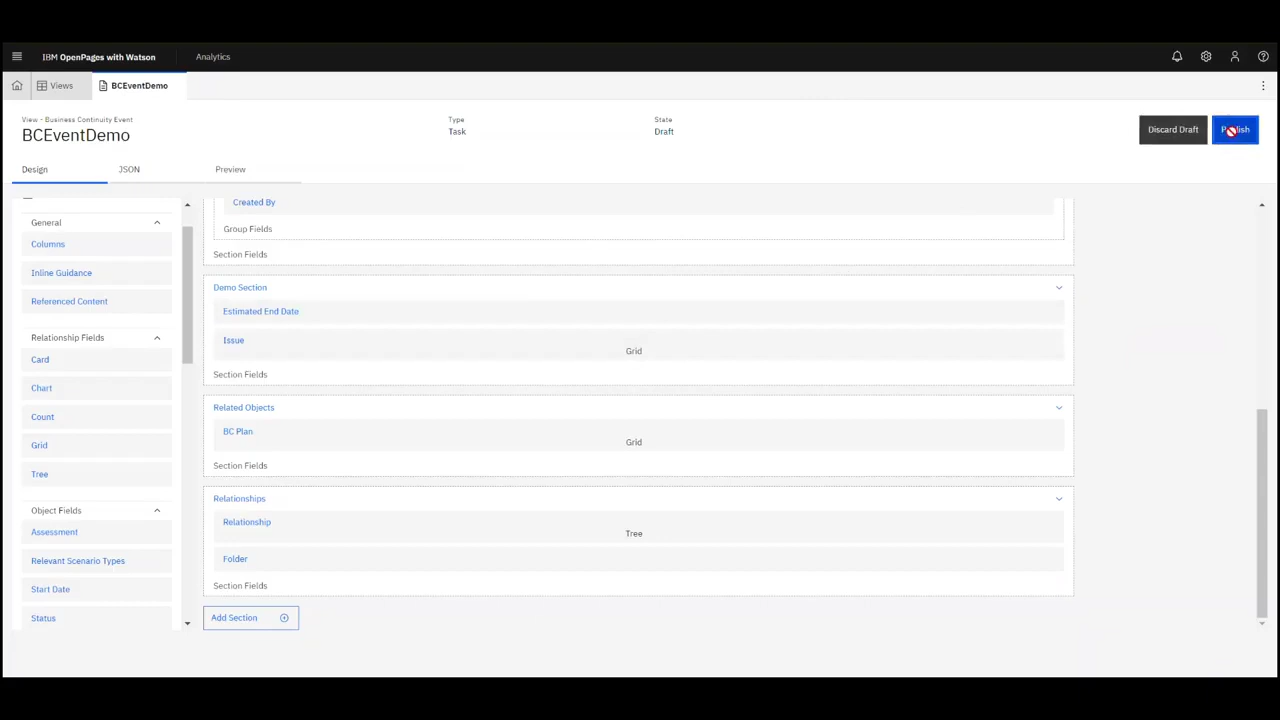 IBM OpenPages with Watson
Analytics
Views
BCEventDemo
View - Business Continuity Event
BCEventDemo
Type
Task
State
Draft
Discard Draft
Publish
Design
JSON
Preview
General
Columns
Inline Guidance
Referenced Content
Relationship Fields
Card
Chart
Count
Grid
Tree
Object Fields
Assessment
Relevant Scenario Types
Start Date
Status
Created By
Group Fields
Section Fields
Demo Section
Estimated End Date
Issue
Grid
Section Fields
Related Objects
BC Plan
Grid
Section Fields
Relationships
Relationship
Tree
Folder
Section Fields
Add Section